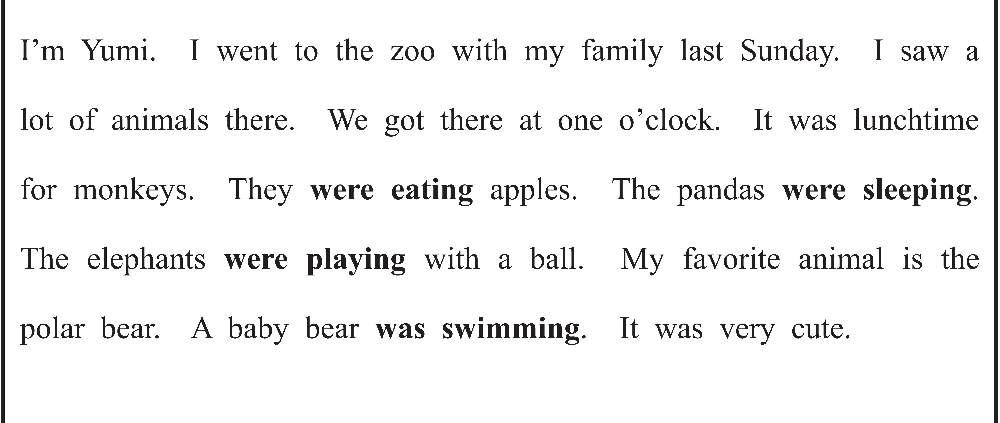 I’m Yumi. I went to the zoo with my family last Sunday. I saw a
lot of animals there. We got there at one o’clock. It was lunchtime
for monkeys. They were eating apples. The pandas were sleeping.
The elephants were playing with a ball. My favorite animal is the
polar bear. A baby bear was swimming. It was very cute.